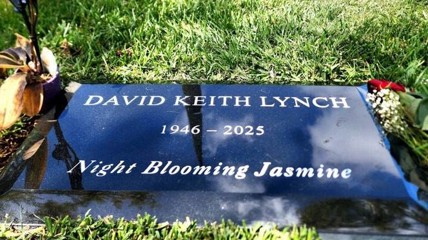 DAVID KEITH LYNCH
1946 – 2025
Night Blooming Jasmine